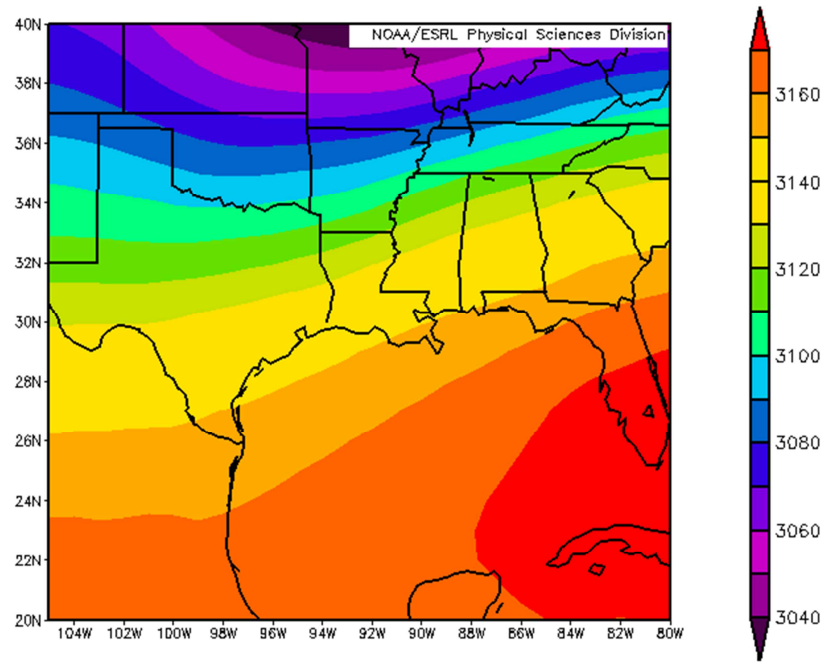 NOAA/ESRL Physical Sciences Division
40N
38N
36N
34N
32N
30N
28N
26N
24N
22N
20N
104W 102W 100W 98W 96W 94W 92W 90W 88W 86W 84W 82W 80W
3160
3140
3120
3100
3080
3060
3040